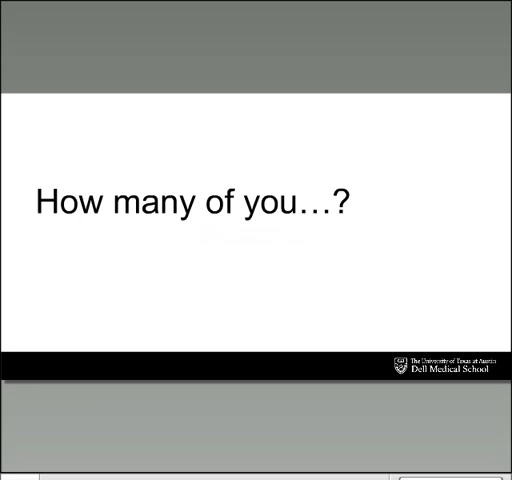 How many of you…?
The University of Texas at Austin
Dell Medical School